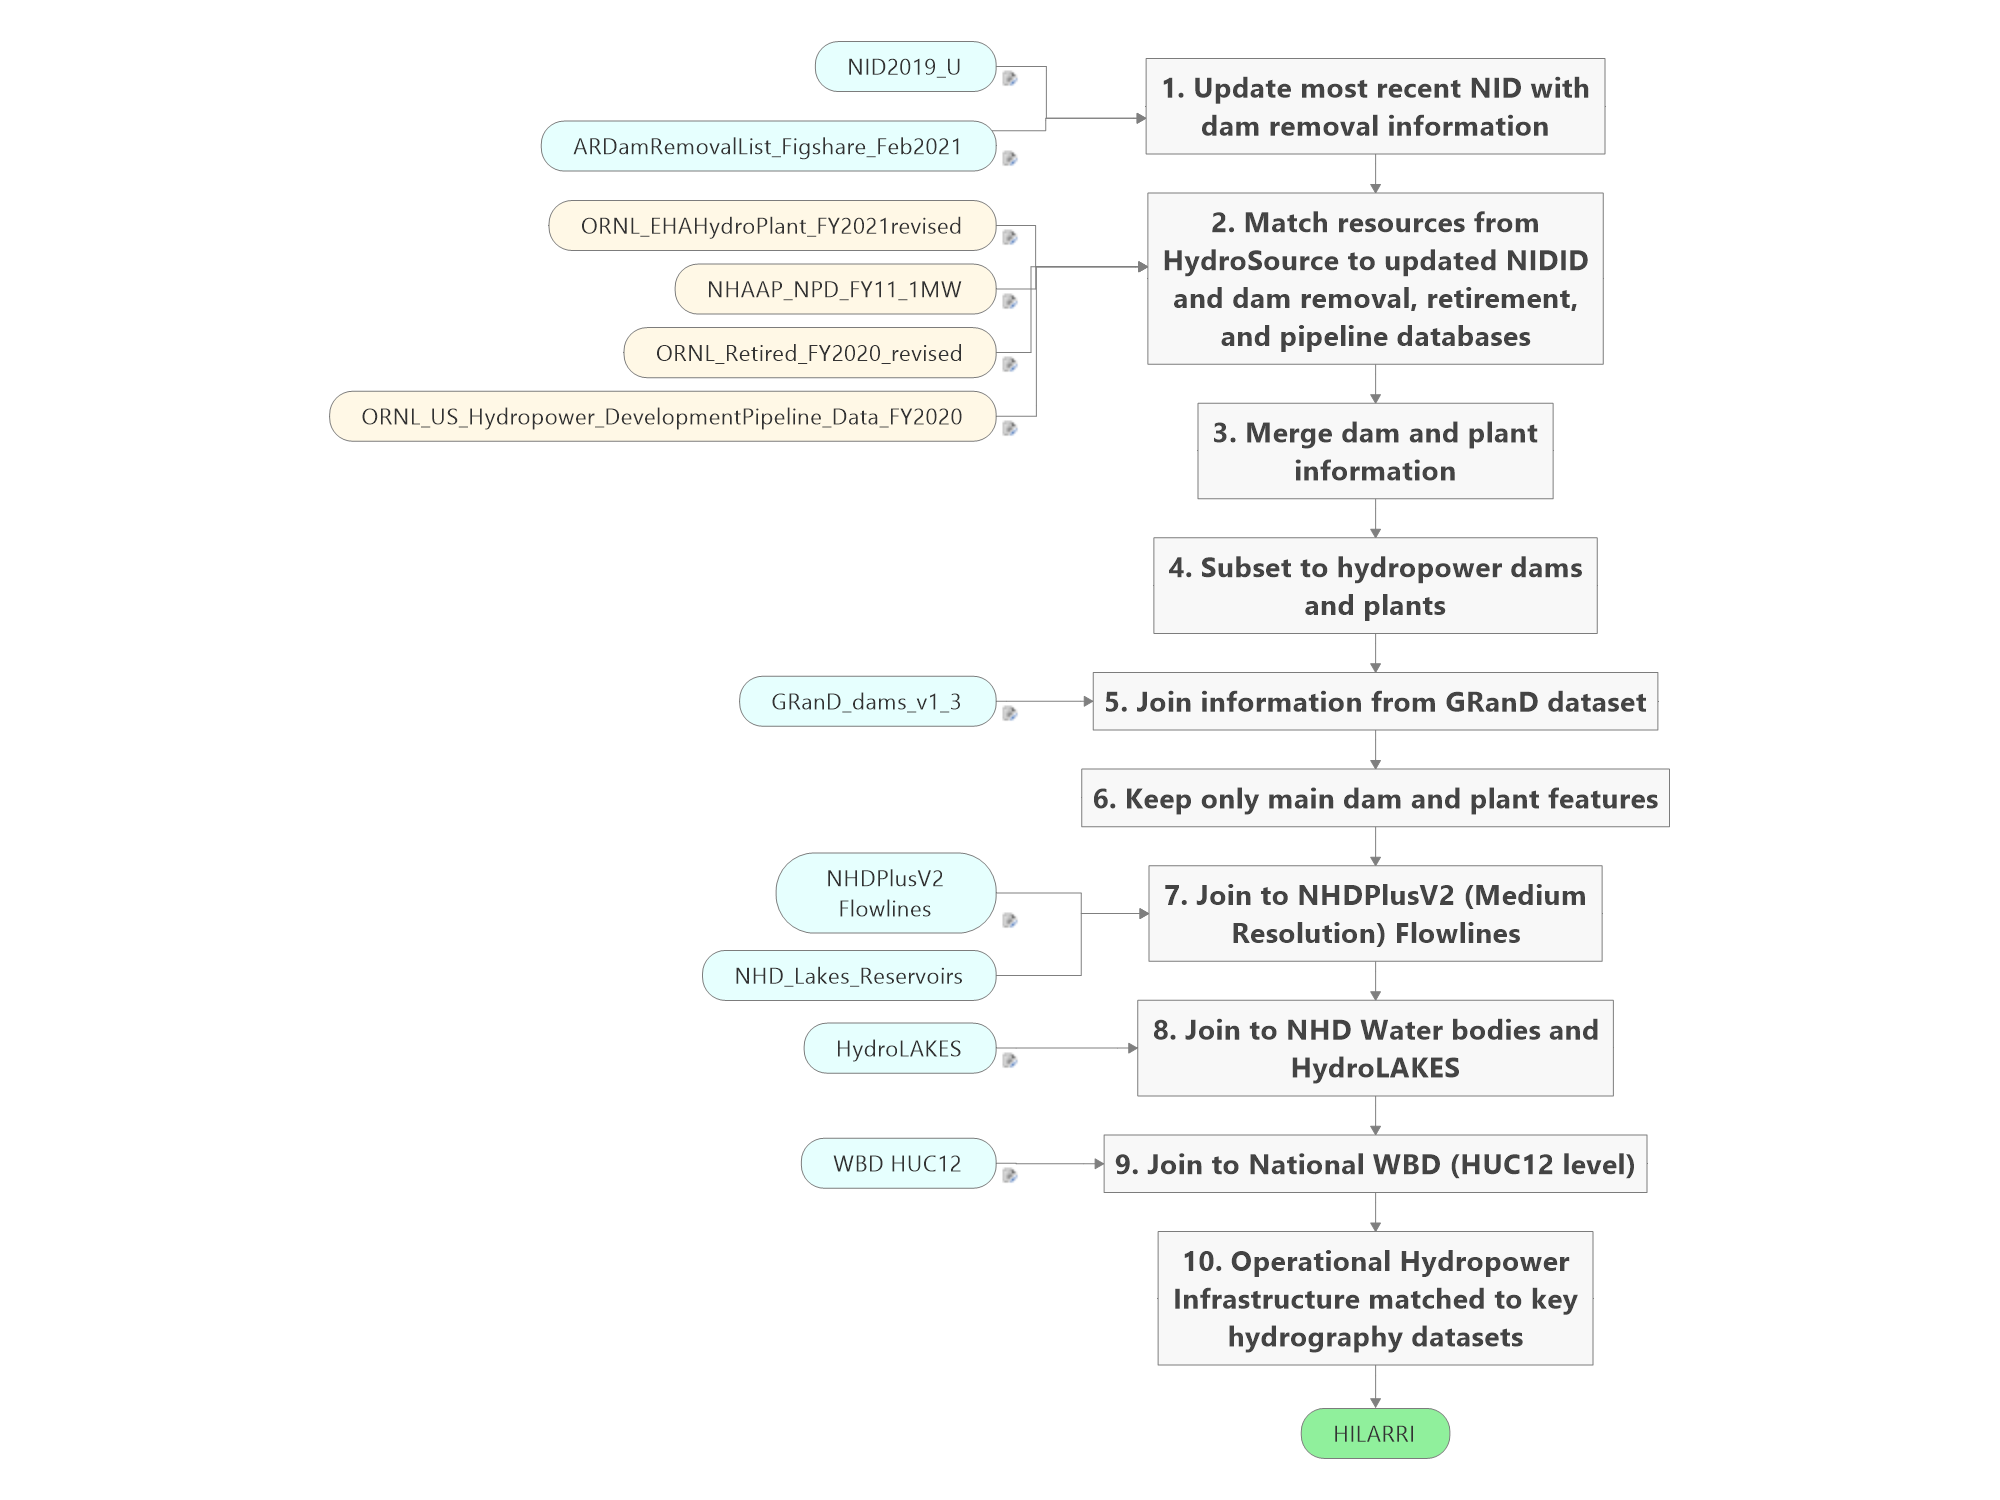 NID2019_U
ARDamRemovalList_Figshare_Feb2021
1. Update most recent NID with
dam removal information
ORNL_EHAHydroPlant_FY2021revised
NHAAP_NPD_FY11_1MW
ORNL_Retired_FY2020_revised
ORNL_US_Hydropower_DevelopmentPipeline_Data_FY2020
2. Match resources from
HydroSource to updated NIDID
and dam removal, retirement,
and pipeline databases
3. Merge dam and plant
information
4. Subset to hydropower dams
and plants
GRanD_dams_v1_3
5. Join information from GRanD dataset
6. Keep only main dam and plant features
NHDPlusV2
Flowlines
NHD_Lakes_Reservoirs
7. Join to NHDPlusV2 (Medium
Resolution) Flowlines
HydroLAKES
8. Join to NHD Water bodies and
HydroLAKES
WBD HUC12
9. Join to National WBD (HUC12 level)
10. Operational Hydropower
Infrastructure matched to key
hydrography datasets
HILARRI